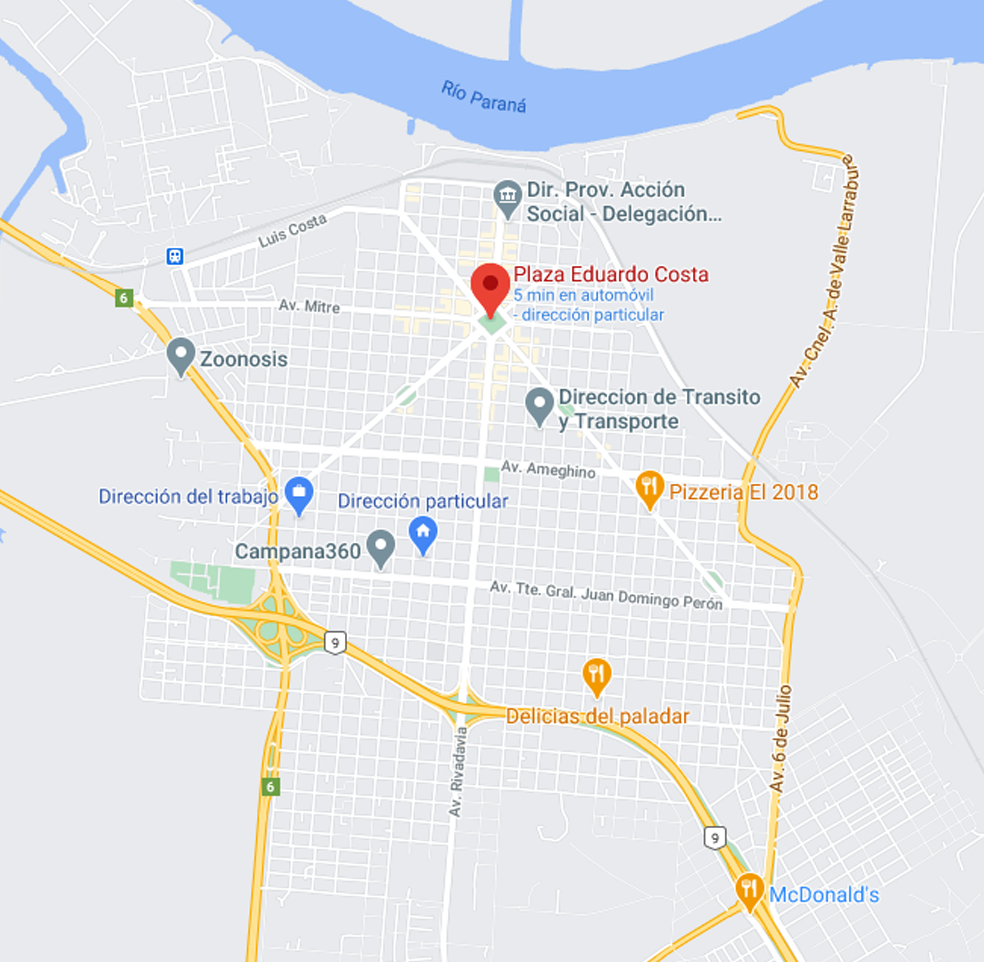 Río Paraná
Dir. Prov. Acción
Social - Delegación...
Av. Cnel. A. de Valle Larrabure
Luis Costa
Plaza Eduardo Costa
5 min en automóvil
- dirección particular
6
Av. Mitre
Zoonosis
Direccion de Transito
y Transporte
Av. Ameghino
Pizzeria El 2018
Dirección del trabajo
Dirección particular
Campana360
Av. Tte. Gral. Juan Domingo Perón
9
Delicias del paladar
Av. 6 de Julio
Av. Rivadavia
6
9
McDonald's